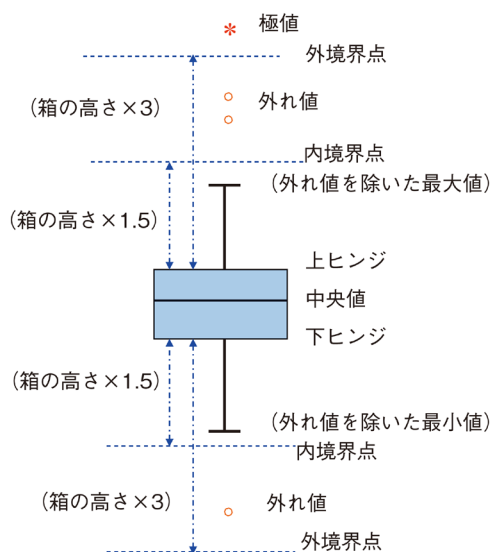 極値
外境界点
(箱の高さ×3)
外れ値
内境界点
(外れ値を除いた最大値)
(箱の高さ×1.5)
上ヒンジ
中央値
下ヒンジ
(箱の高さ×1.5)
(外れ値を除いた最小値)
内境界点
(箱の高さ×3)
外れ値
外境界点